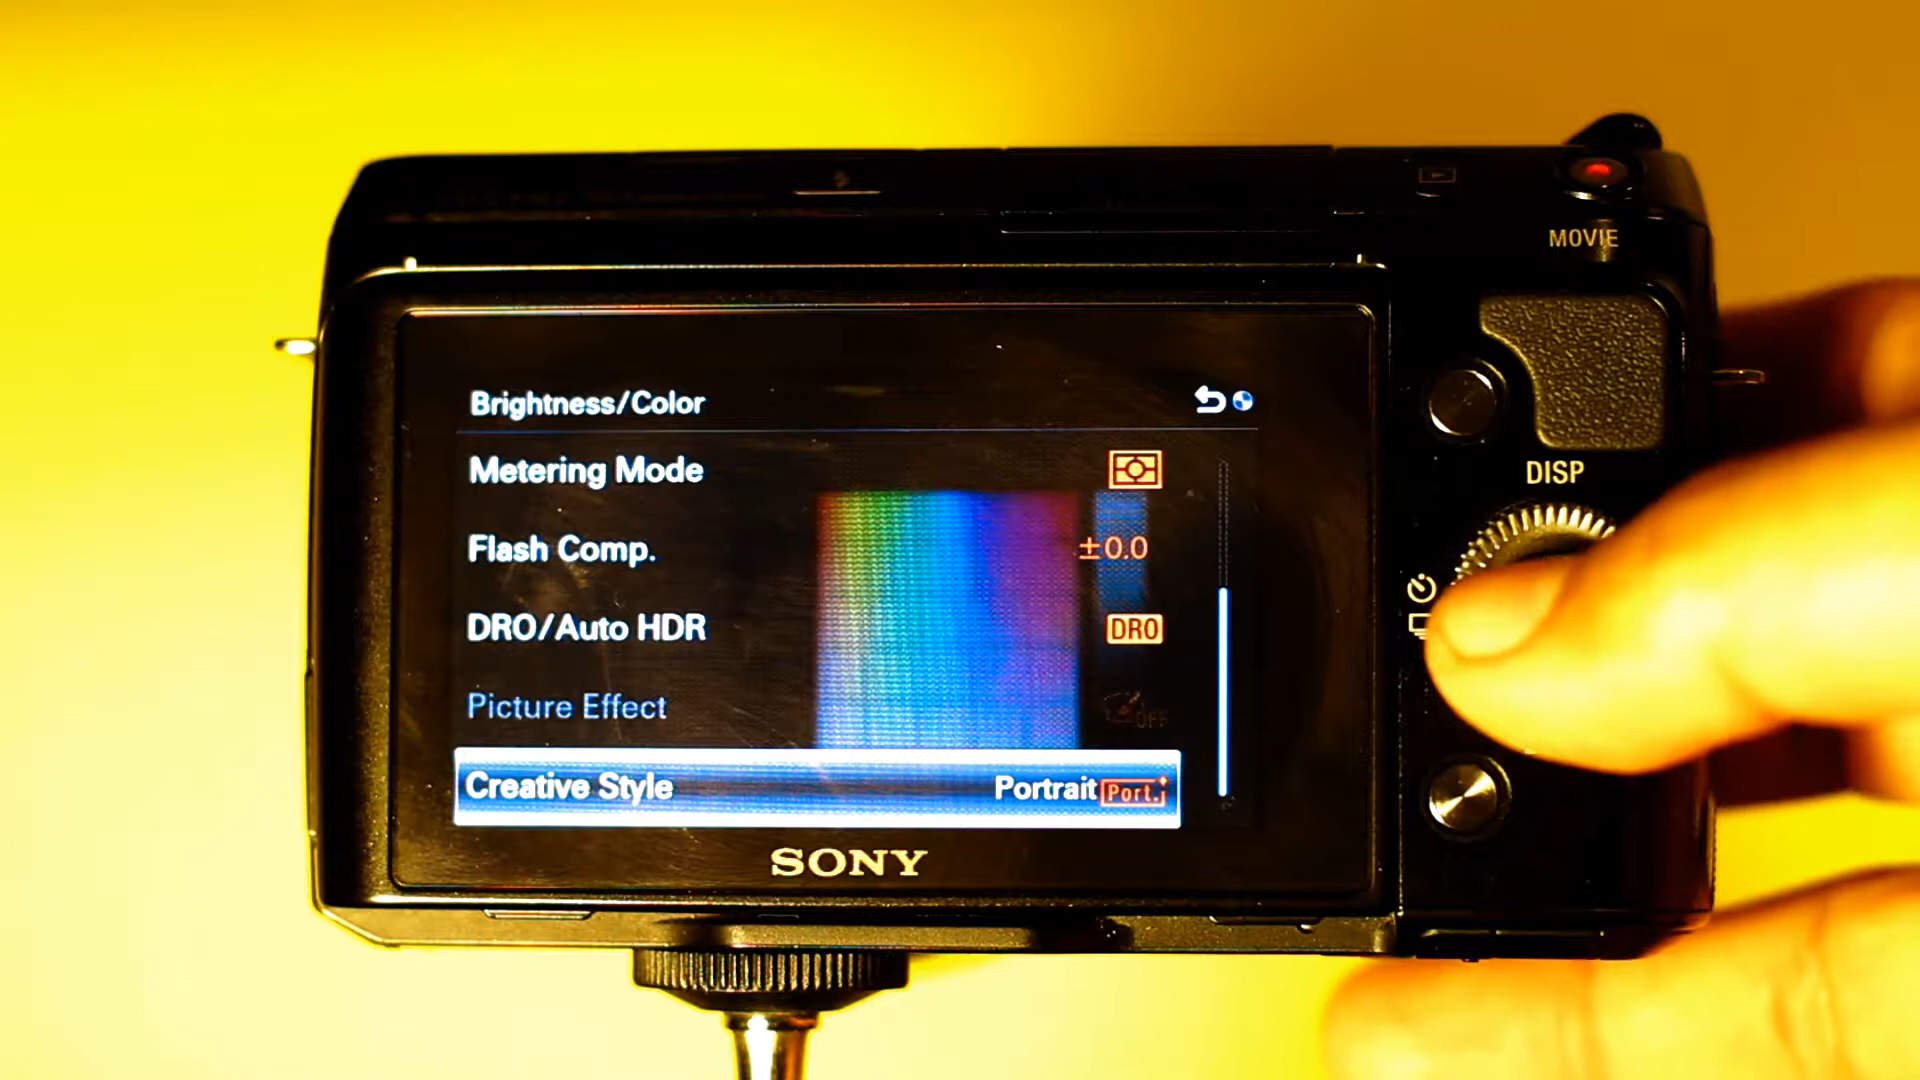 MOVIE
Brightness/Color
Metering Mode
DISP
Flash Comp. ±0.0
DRO/Auto HDR DRO
Picture Effect OFF
Creative Style Portrait Port.
SONY